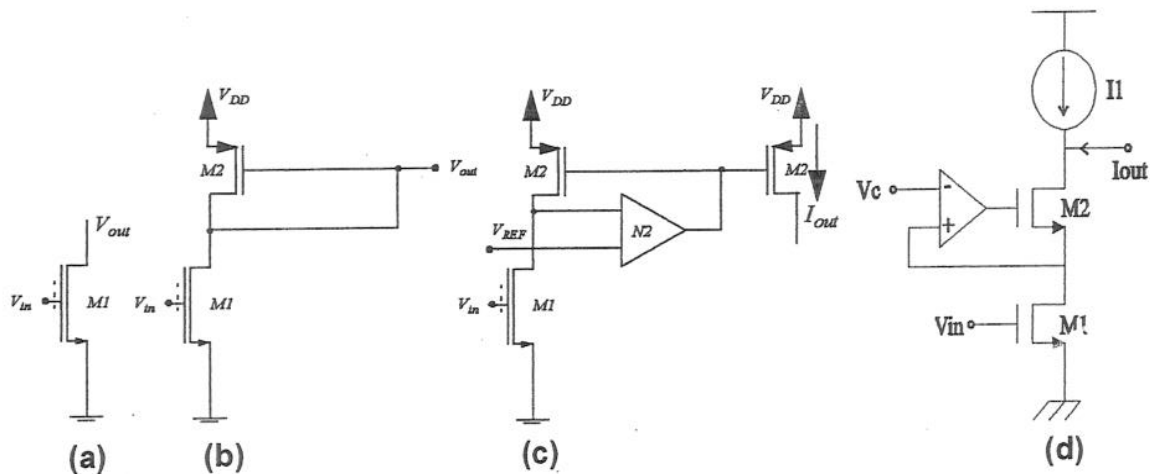 V_out
V_in
M1
(a)
V_DD
M2
V_out
V_in
M1
(b)
V_DD
M2
V_REF
N2
V_in
M1
V_DD
M2
I_out
(c)
I1
Iout
Vc
-
+
M2
Vin
M1
(d)